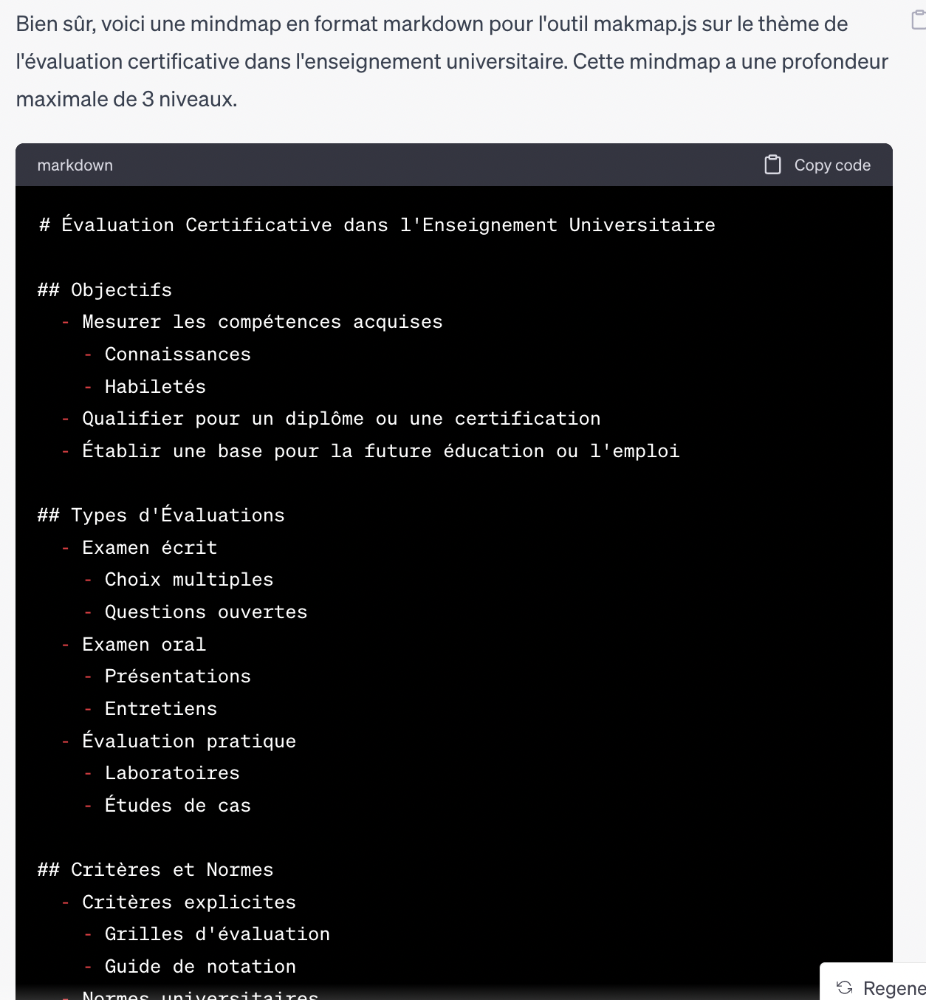 Bien sûr, voici une mindmap en format markdown pour l'outil makmap.js sur le thème de
l'évaluation certificative dans l'enseignement universitaire. Cette mindmap a une profondeur
maximale de 3 niveaux.
markdown Copy code
# Évaluation Certificative dans l'Enseignement Universitaire
## Objectifs
- Mesurer les compétences acquises
- Connaissances
- Habiletés
- Qualifier pour un diplôme ou une certification
- Établir une base pour la future éducation ou l'emploi
## Types d'Évaluations
- Examen écrit
- Choix multiples
- Questions ouvertes
- Examen oral
- Présentations
- Entretiens
- Évaluation pratique
- Laboratoires
- Études de cas
## Critères et Normes
- Critères explicites
- Grilles d'évaluation
- Guide de notation
- Normes universitaires
Regene